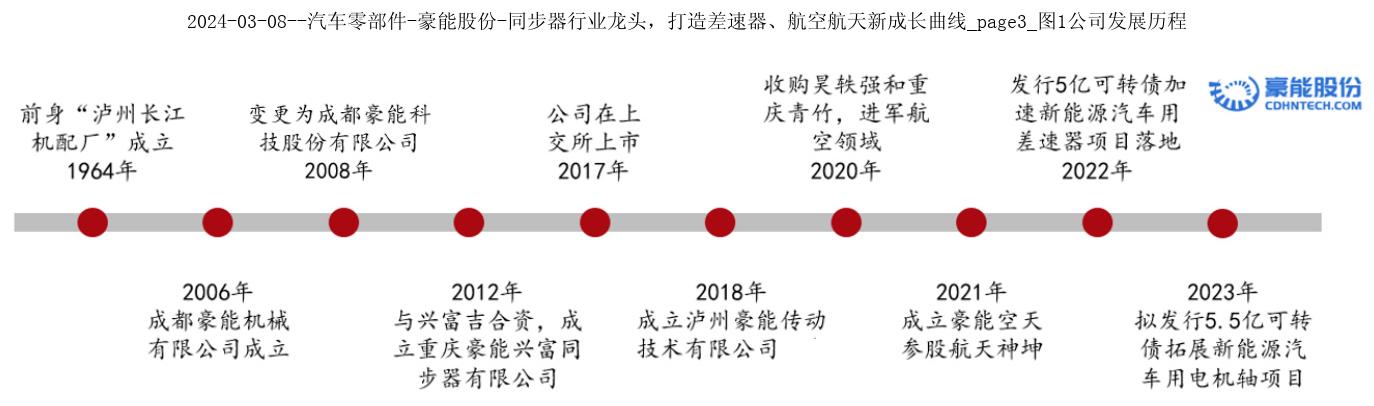 2024-03-08--汽车零部件-豪能股份-同步器行业龙头，打造差速器、航空航天新成长曲线_page3_图1公司发展历程
豪能股份
CDHNTECH.COM
前身“泸州长江
机配厂”成立
1964年
变更为成都豪能科
技股份有限公司
2008年
公司在上
交所上市
2017年
收购昊轶强和重
庆青竹，进军航
空领域
2020年
发行5亿可转债加
速新能源汽车用
差速器项目落地
2022年
2006年
成都豪能机械
有限公司成立
2012年
与兴富吉合资，成
立重庆豪能兴富同
步器有限公司
2018年
成立泸州豪能传动
技术有限公司
2021年
成立豪能空天
参股航天神坤
2023年
拟发行5.5亿可转
债拓展新能源汽
车用电机轴项目